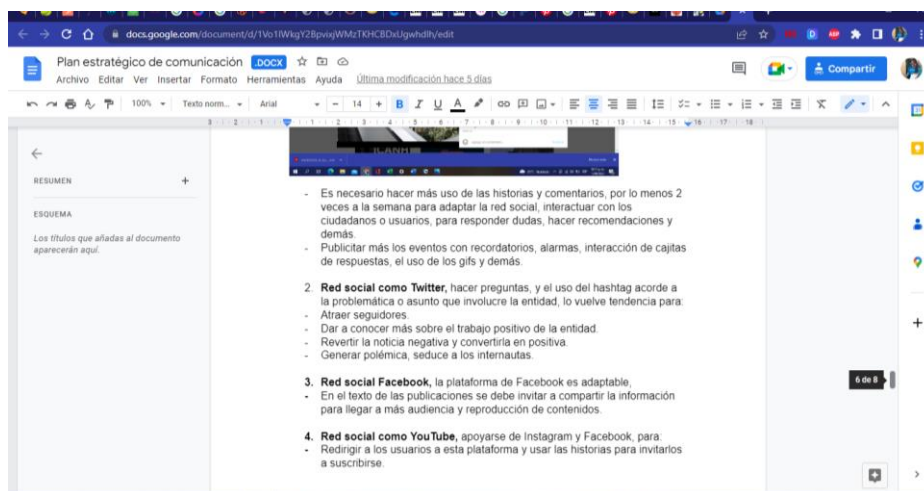 docs.google.com/document/d/1Vo1IWkgY2BpvixjWMzTKHCBDxUgwhdlh/edit
Plan estratégico de comunicación .DOCX
Archivo Editar Ver Insertar Formato Herramientas Ayuda Última modificación hace 5 días
Compartir
100% Texto norm... Arial - 14 + B I U A
RESUMEN +
ESQUEMA
Los títulos que añadas al documento
aparecerán aquí.
- Es necesario hacer más uso de las historias y comentarios, por lo menos 2
veces a la semana para adaptar la red social, interactuar con los
ciudadanos o usuarios, para responder dudas, hacer recomendaciones y
demás.
- Publicitar más los eventos con recordatorios, alarmas, interacción de cajitas
de respuestas, el uso de los gifs y demás.
2. Red social como Twitter, hacer preguntas, y el uso del hashtag acorde a
la problemática o asunto que involucre la entidad, lo vuelve tendencia para:
- Atraer seguidores.
- Dar a conocer más sobre el trabajo positivo de la entidad.
- Revertir la noticia negativa y convertirla en positiva.
- Generar polémica, seduce a los internautas.
3. Red social Facebook, la plataforma de Facebook es adaptable,
- En el texto de las publicaciones se debe invitar a compartir la información
para llegar a más audiencia y reproducción de contenidos.
4. Red social como YouTube, apoyarse de Instagram y Facebook, para:
- Redirigir a los usuarios a esta plataforma y usar las historias para invitarlos
a suscribirse.
6 de 8